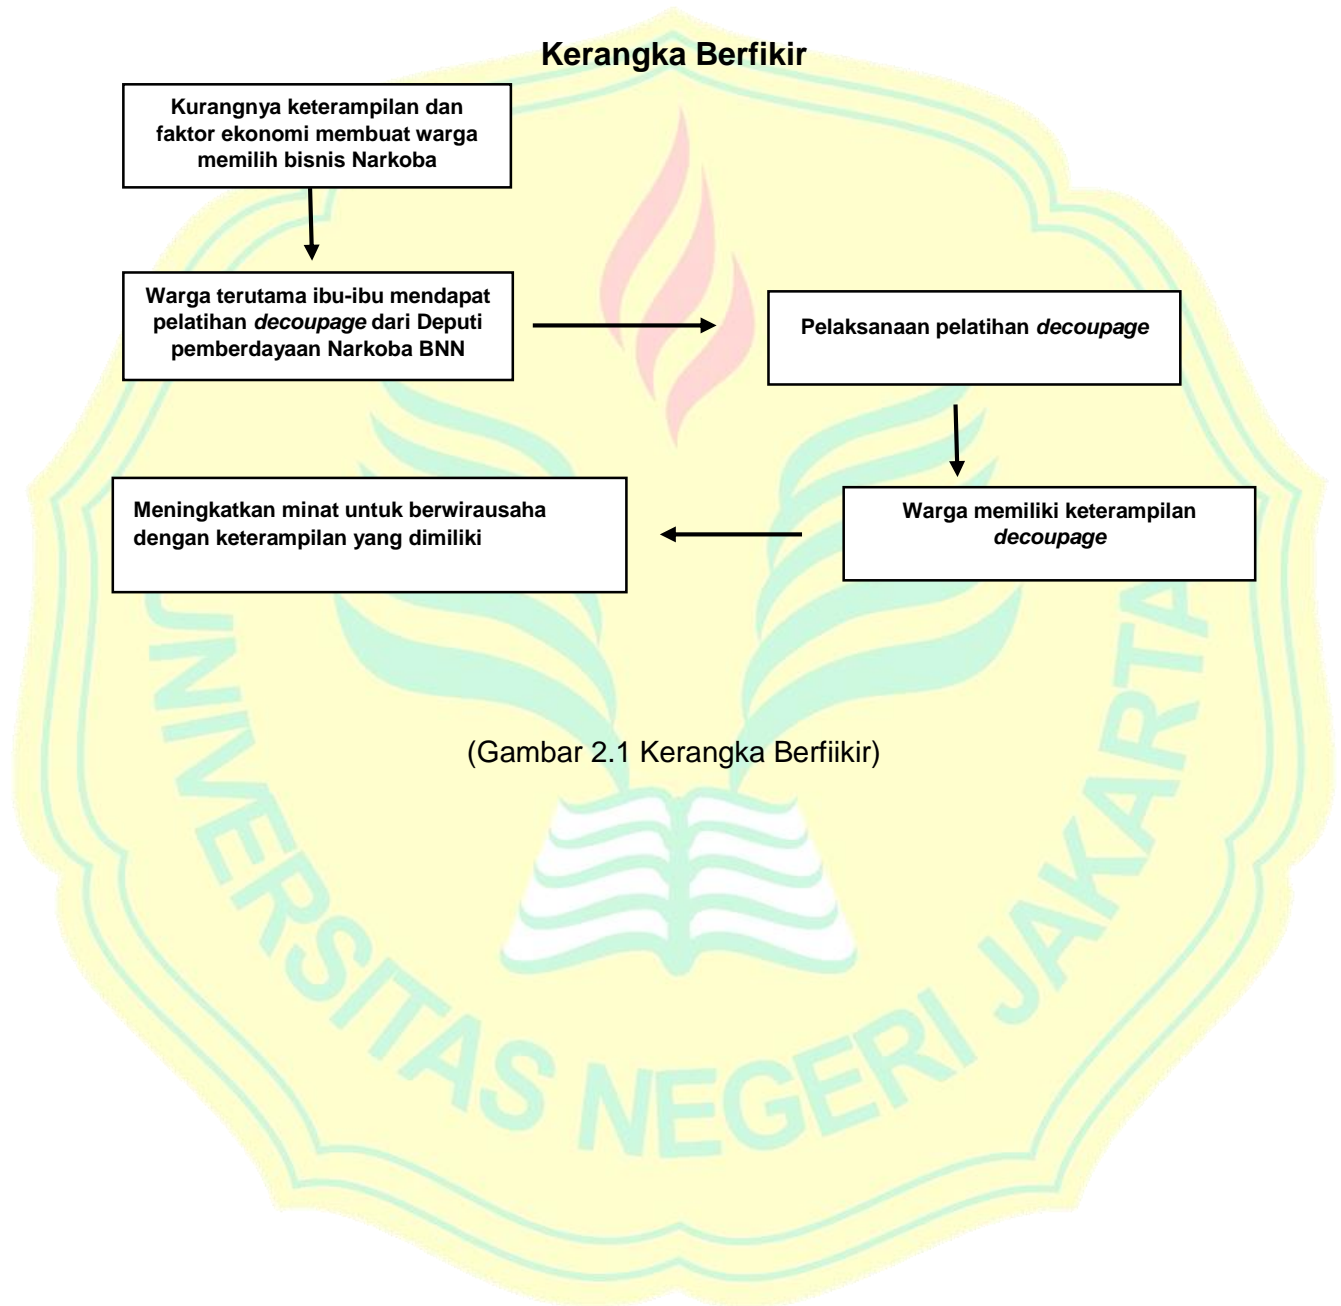 Kerangka Berfikir
Kurangnya keterampilan dan
faktor ekonomi membuat warga
memilih bisnis Narkoba
Warga terutama ibu-ibu mendapat
pelatihan decoupage dari Deputi
pemberdayaan Narkoba BNN
Pelaksanaan pelatihan decoupage
Warga memiliki keterampilan
decoupage
Meningkatkan minat untuk berwirausaha
dengan keterampilan yang dimiliki
(Gambar 2.1 Kerangka Berfiikir)
UNIVERSITAS NEGERI JAKARTA